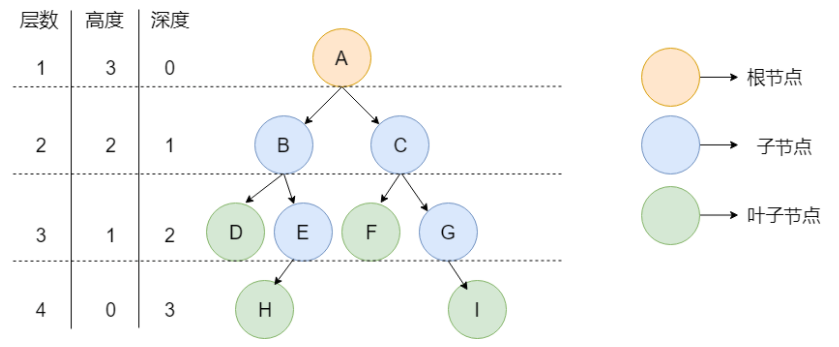 层数 高度 深度
1 3 0 A 根节点
2 2 1 B C 子节点
3 1 2 D E F G 叶子节点
4 0 3 H I